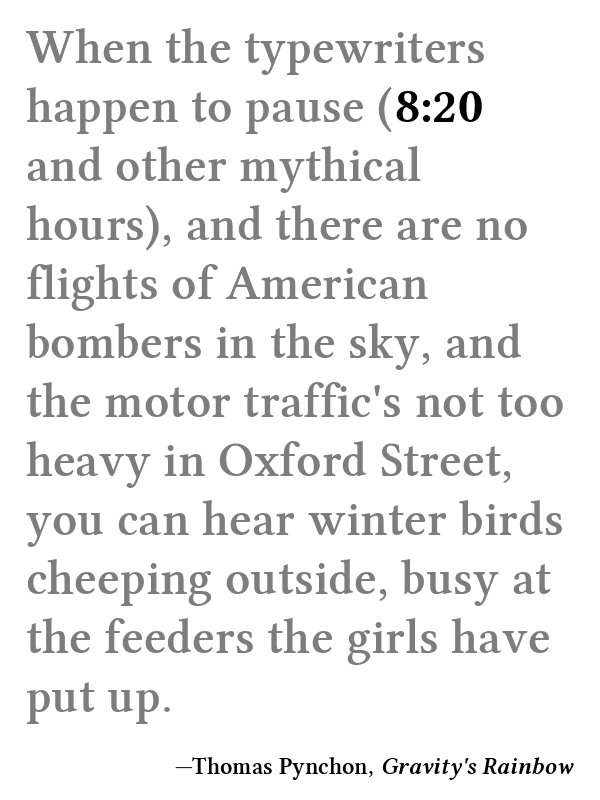 When the typewriters
happen to pause (8:20
and other mythical
hours), and there are no
flights of American
bombers in the sky, and
the motor traffic's not too
heavy in Oxford Street,
you can hear winter birds
cheeping outside, busy at
the feeders the girls have
put up.
—Thomas Pynchon, Gravity's Rainbow